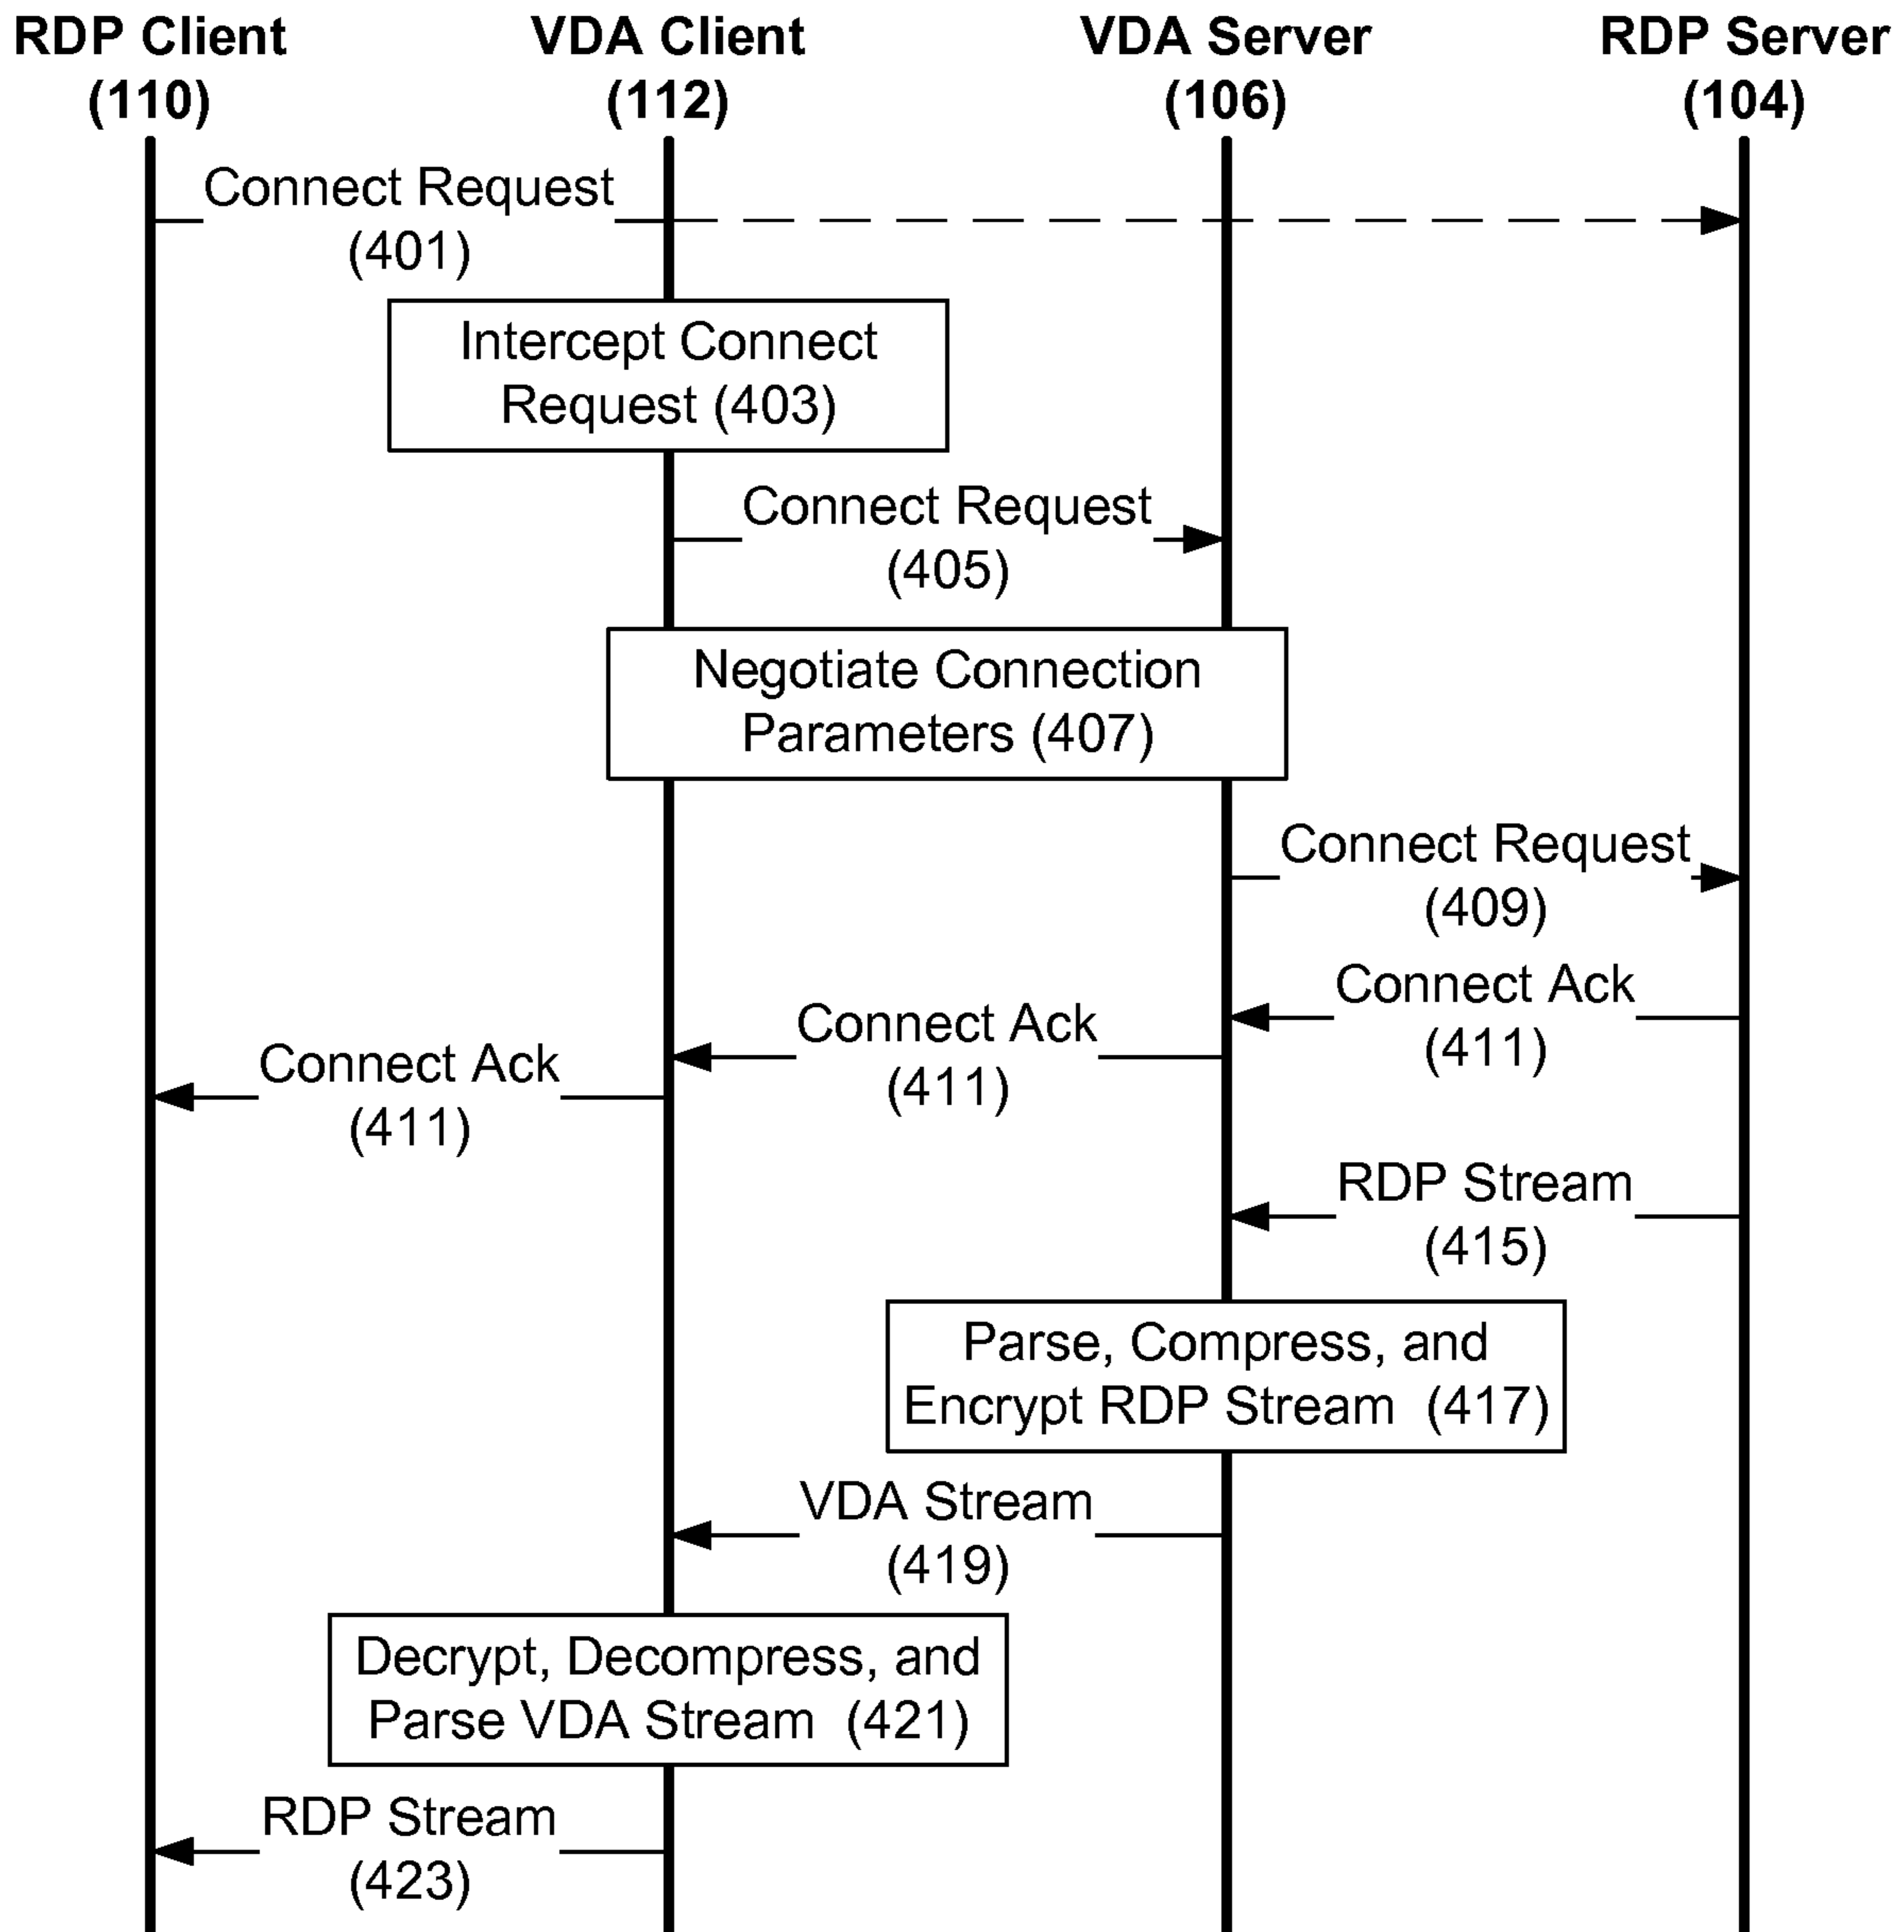 RDP Client
(110)
VDA Client
(112)
VDA Server
(106)
RDP Server
(104)
Connect Request
(401)
Intercept Connect
Request (403)
Connect Request
(405)
Negotiate Connection
Parameters (407)
Connect Request
(409)
Connect Ack
(411)
Connect Ack
(411)
Connect Ack
(411)
RDP Stream
(415)
Parse, Compress, and
Encrypt RDP Stream (417)
VDA Stream
(419)
Decrypt, Decompress, and
Parse VDA Stream (421)
RDP Stream
(423)